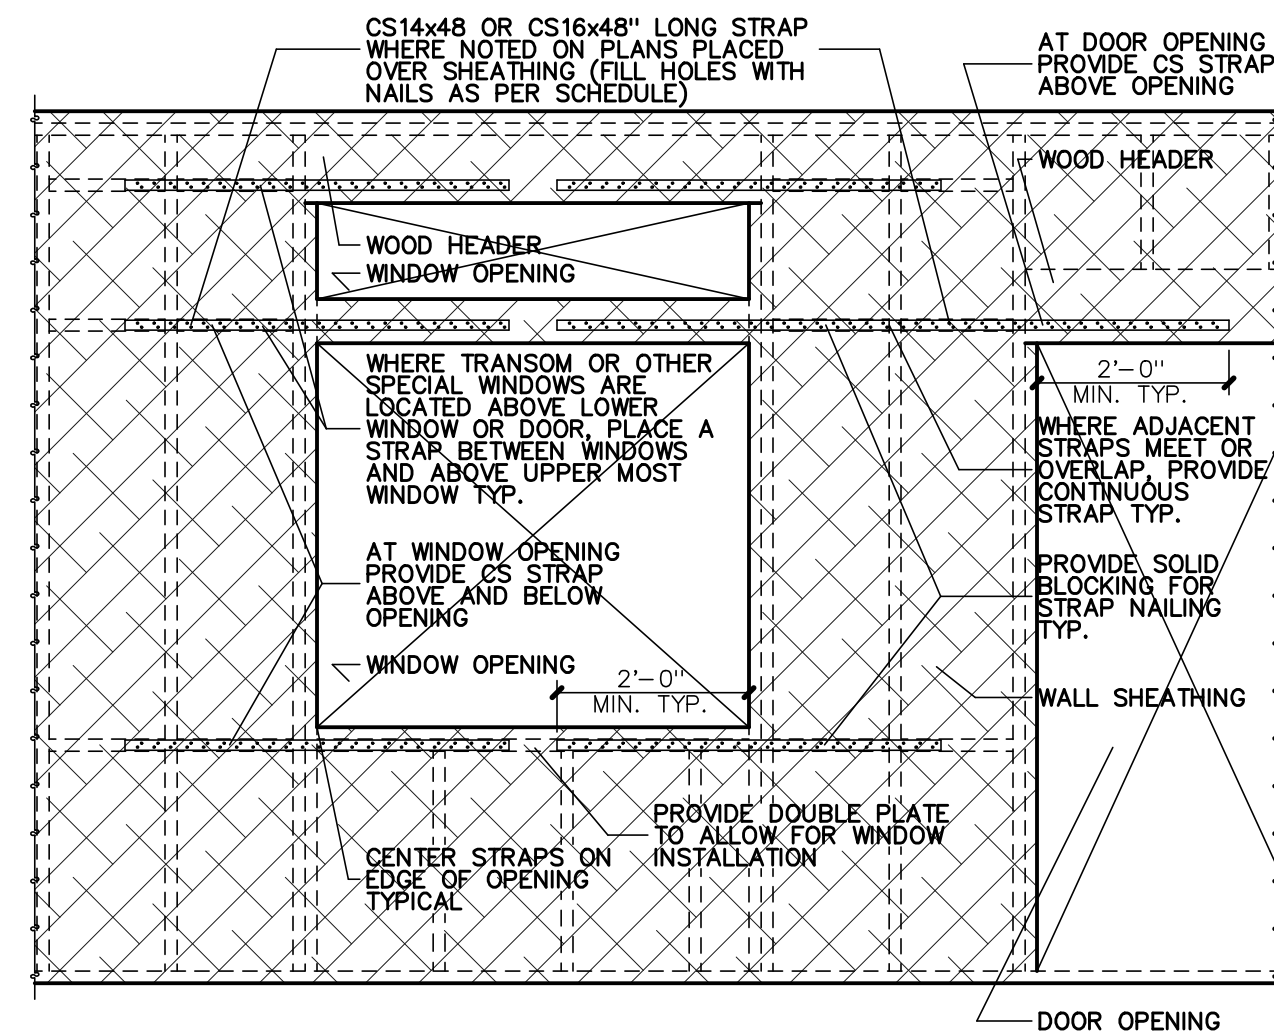 CS14x48 OR CS16x48" LONG STRAP
WHERE NOTED ON PLANS PLACED
OVER SHEATHING (FILL HOLES WITH
NAILS AS PER SCHEDULE)
AT DOOR OPENING
PROVIDE CS STRAP
ABOVE OPENING
WOOD HEADER
WOOD HEADER
WINDOW OPENING
WHERE TRANSOM OR OTHER
SPECIAL WINDOWS ARE
LOCATED ABOVE LOWER
WINDOW OR DOOR, PLACE A
STRAP BETWEEN WINDOWS
AND ABOVE UPPER MOST
WINDOW TYP.
2'-0"
MIN. TYP.
WHERE ADJACENT
STRAPS MEET OR
OVERLAP, PROVIDE
CONTINUOUS
STRAP TYP.
AT WINDOW OPENING
PROVIDE CS STRAP
ABOVE AND BELOW
OPENING
PROVIDE SOLID
BLOCKING FOR
STRAP NAILING
TYP.
WINDOW OPENING
2'-0"
MIN. TYP.
WALL SHEATHING
PROVIDE DOUBLE PLATE
TO ALLOW FOR WINDOW
INSTALLATION
CENTER STRAPS ON
EDGE OF OPENING
TYPICAL
DOOR OPENING